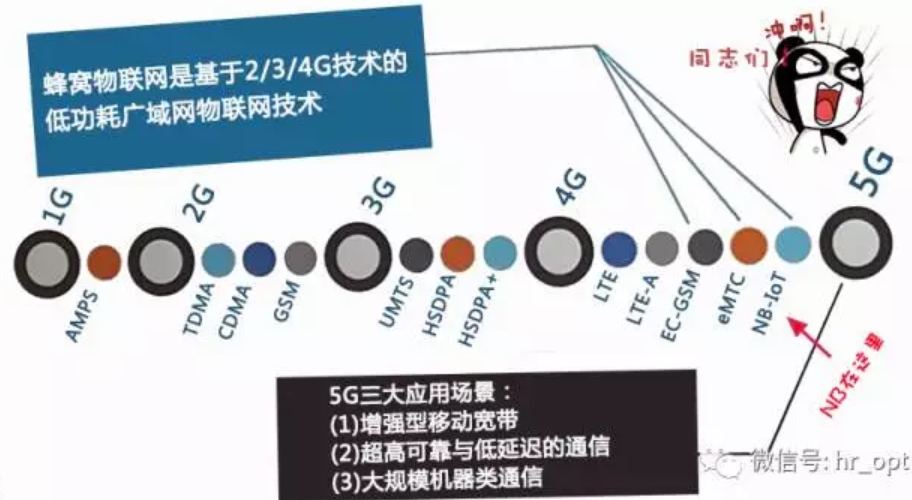 蜂窝物联网是基于2/3/4G技术的
低功耗广域网物联网技术
冲啊!
同志们!
1G
2G
3G
4G
5G
AMPS
TDMA
CDMA
GSM
UMTS
HSDPA
HSDPA+
LTE
LTE-A
EC-GSM
eMTC
NB-IoT
NB在这里
5G三大应用场景：
(1)增强型移动宽带
(2)超高可靠与低延迟的通信
(3)大规模机器类通信
微信号: hr_opt